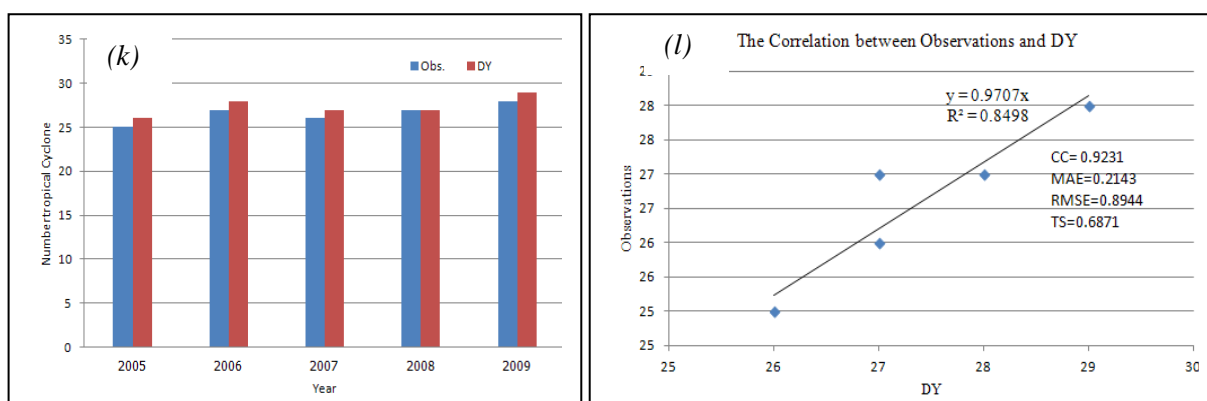 (k)
35
30
25
20
15
10
5
0
Numbertropical Cyclone
Obs. DY
2005 2006 2007 2008 2009
Year
(l)
The Correlation between Observations and DY
y = 0.9707x
R² = 0.8498
CC= 0.9231
MAE=0.2143
RMSE=0.8944
TS=0.6871
28
28
27
27
26
26
25
25
Observations
25 26 27 28 29 30
DY